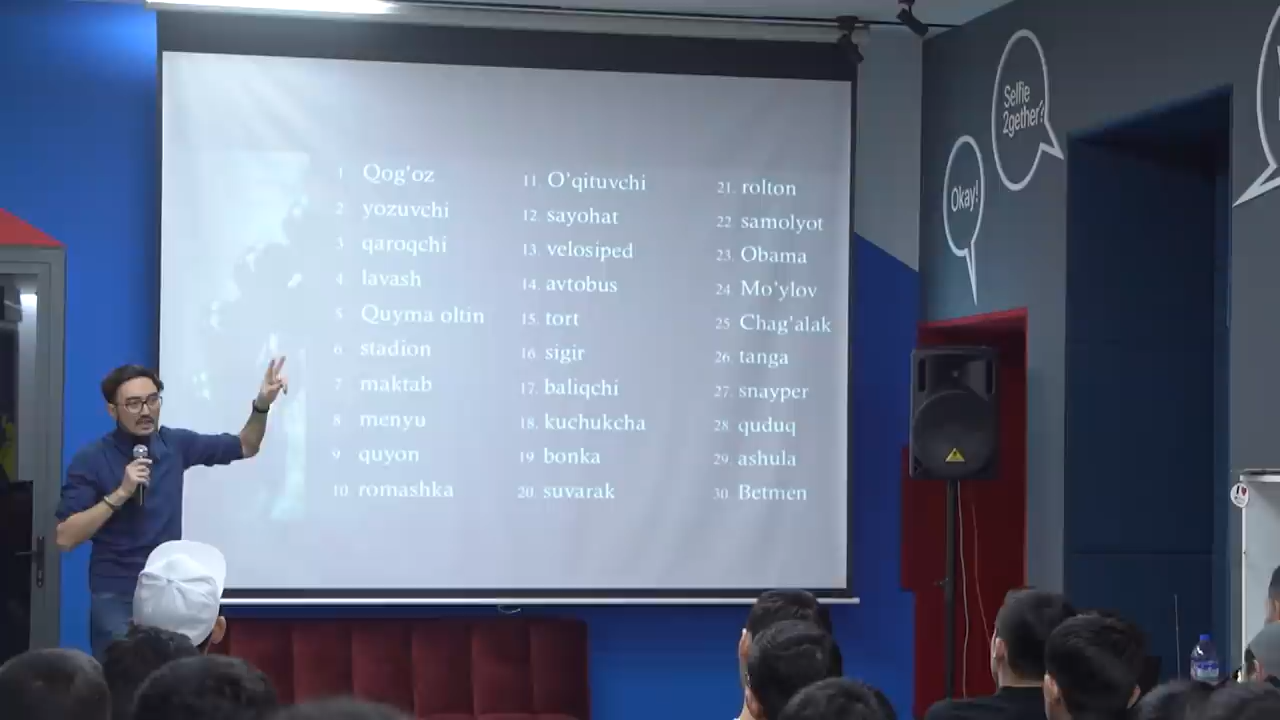 1 Qog'oz
2 yozuvchi
3 qaroqchi
4 lavash
5 Quyma oltin
6 stadion
7 maktab
8 menyu
9 quyon
10. romashka
11. O'qituvchi
12. sayohat
13. velosiped
14. avtobus
15. tort
16. sigir
17. baliqchi
18. kuchukcha
19 bonka
20. suvarak
21. rolton
22 samolyot
23. Obama
24. Mo'ylov
25 Chag'alak
26 tanga
27. snayper
28 quduq
29. ashula
30. Betmen
Okay!
Selfie
2gether?